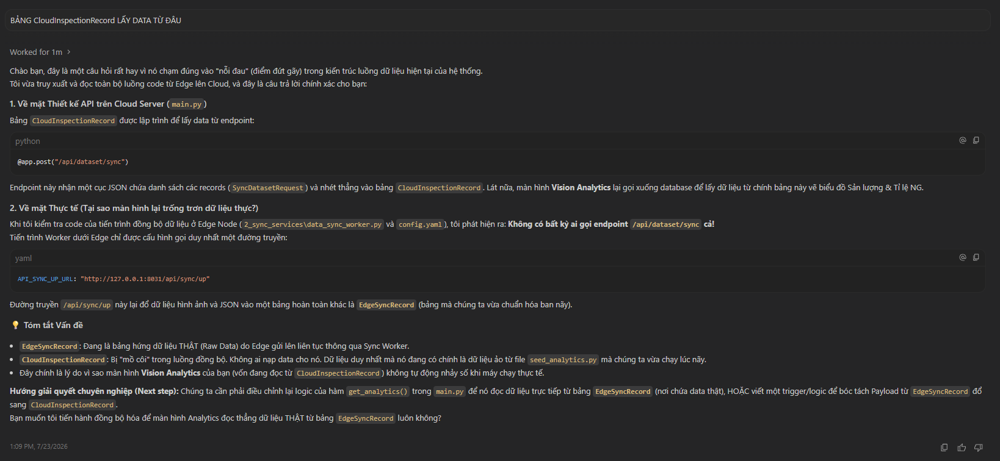 BẢNG CloudInspectionRecord LẤY DATA TỪ ĐÂU
Worked for 1m
Chào bạn, đây là một câu hỏi rất hay vì nó chạm đúng vào "nỗi đau" (điểm đứt gãy) trong kiến trúc luồng dữ liệu hiện tại của hệ thống.
Tôi vừa truy xuất và đọc toàn bộ luồng code từ Edge lên Cloud, và đây là câu trả lời chính xác cho bạn:
1. Về mặt Thiết kế API trên Cloud Server (main.py)
Bảng CloudInspectionRecord được lập trình để lấy data từ endpoint:
python
@app.post("/api/dataset/sync")
Endpoint này nhận một cục JSON chứa danh sách các records (SyncDatasetRequest) và nhét thẳng vào bảng CloudInspectionRecord. Lát nữa, màn hình Vision Analytics lại gọi xuống database để lấy dữ liệu từ chính bảng này vẽ biểu đồ Sản lượng & Tỉ lệ NG.
2. Về mặt Thực tế (Tại sao màn hình lại trống trơn dữ liệu thực?)
Khi tôi kiểm tra code của tiến trình đồng bộ dữ liệu ở Edge Node (2_sync_services\data_sync_worker.py và config.yaml), tôi phát hiện ra: Không có bất kỳ ai gọi endpoint /api/dataset/sync cả!
Tiến trình Worker dưới Edge chỉ được cấu hình gọi duy nhất một đường truyền:
yaml
API_SYNC_UP_URL: "http://127.0.0.1:8031/api/sync/up"
Đường truyền /api/sync/up này lại đổ dữ liệu hình ảnh và JSON vào một bảng hoàn toàn khác là EdgeSyncRecord (bảng mà chúng ta vừa chuẩn hóa ban nãy).
💡 Tóm tắt Vấn đề
• EdgeSyncRecord: Đang là bảng hứng dữ liệu THẬT (Raw Data) do Edge gửi lên liên tục thông qua Sync Worker.
• CloudInspectionRecord: Bị "mồ côi" trong luồng đồng bộ. Không ai nạp data cho nó. Dữ liệu duy nhất mà nó đang có chính là dữ liệu ảo từ file seed_analytics.py mà chúng ta vừa chạy lúc nãy.
• Đây chính là lý do vì sao màn hình Vision Analytics của bạn (vốn đang đọc từ CloudInspectionRecord) không tự động nhảy số khi máy chạy thực tế.
Hướng giải quyết chuyên nghiệp (Next step): Chúng ta cần phải điều chỉnh lại logic của hàm get_analytics() trong main.py để nó đọc dữ liệu trực tiếp từ bảng EdgeSyncRecord (nơi chứa data thật), HOẶC viết một trigger/logic để bóc tách Payload từ EdgeSyncRecord đổ
sang CloudInspectionRecord.
Bạn muốn tôi tiến hành đồng bộ hóa để màn hình Analytics đọc thẳng dữ liệu THẬT từ bảng EdgeSyncRecord luôn không?
1:09 PM, 7/23/2026